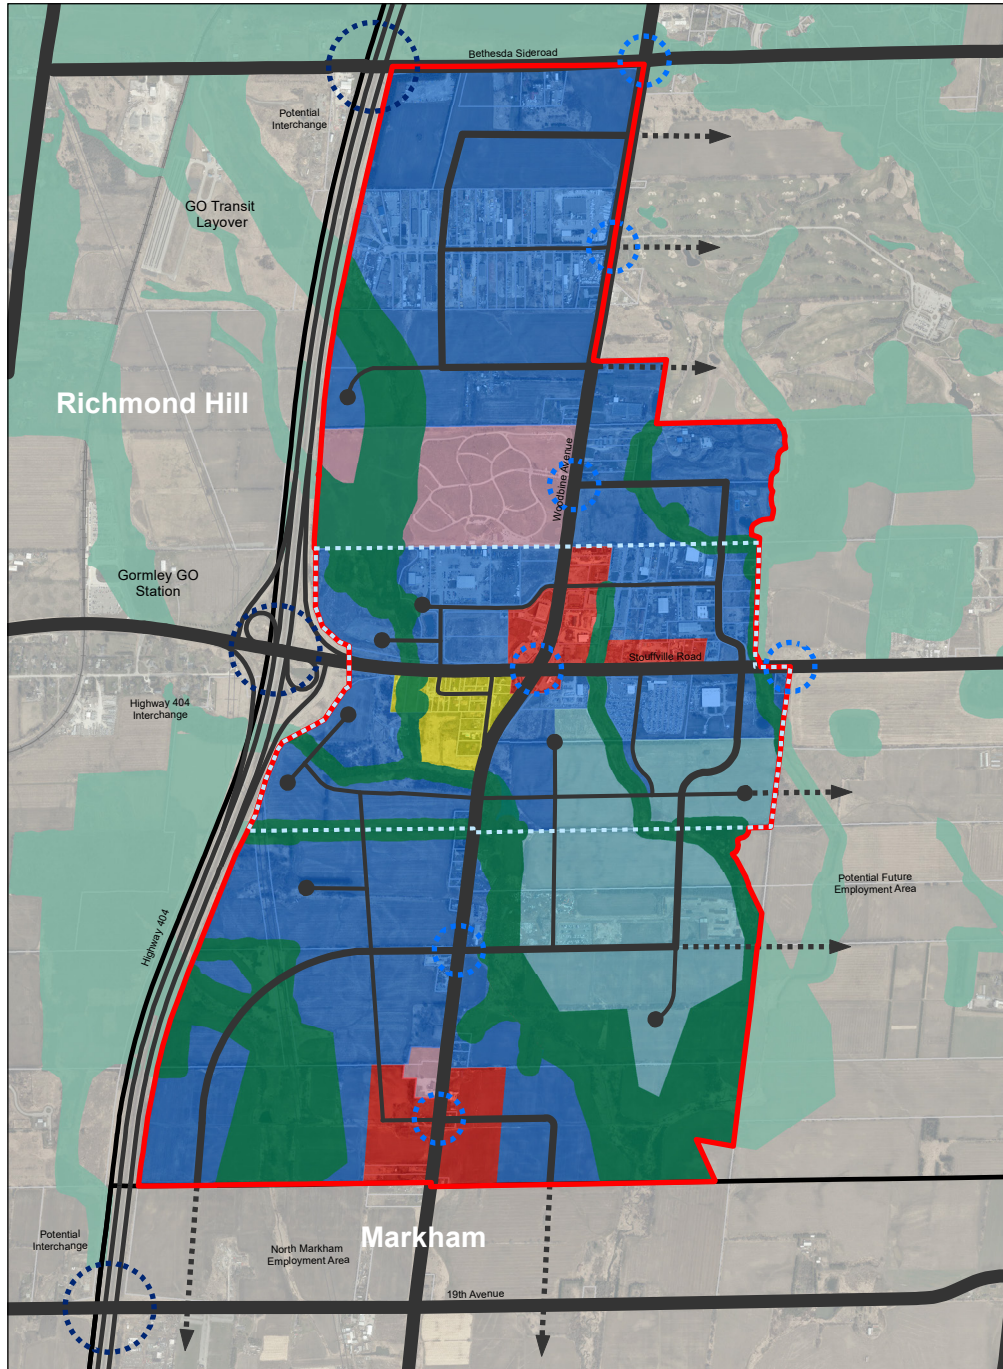 Bethesda Sideroad
Potential
Interchange
GO Transit
Layover
Richmond Hill
Woodbine Avenue
Gormley GO
Station
Stouffville Road
Highway 404
Interchange
Potential Future
Employment Area
Highway 404
Potential
Interchange
North Markham
Employment Area
Markham
19th Avenue